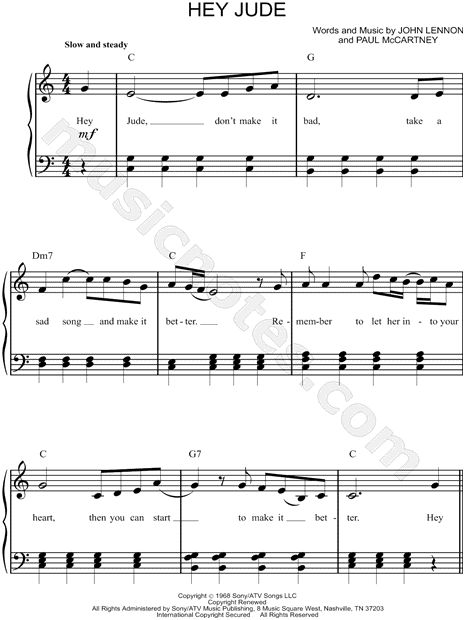 HEY JUDE
Words and Music by JOHN LENNON
and PAUL McCARTNEY
Slow and steady
C G
Hey Jude, don't make it bad, take a
mf
Dm7 C F
sad song and make it bet - ter. Re - mem-ber to let her in - to your
C G7 C
heart, then you can start to make it bet - ter. Hey
musicnotes.com
Copyright © 1968 Sony/ATV Songs LLC
Copyright Renewed
All Rights Administered by Sony/ATV Music Publishing, 8 Music Square West, Nashville, TN 37203
International Copyright Secured All Rights Reserved